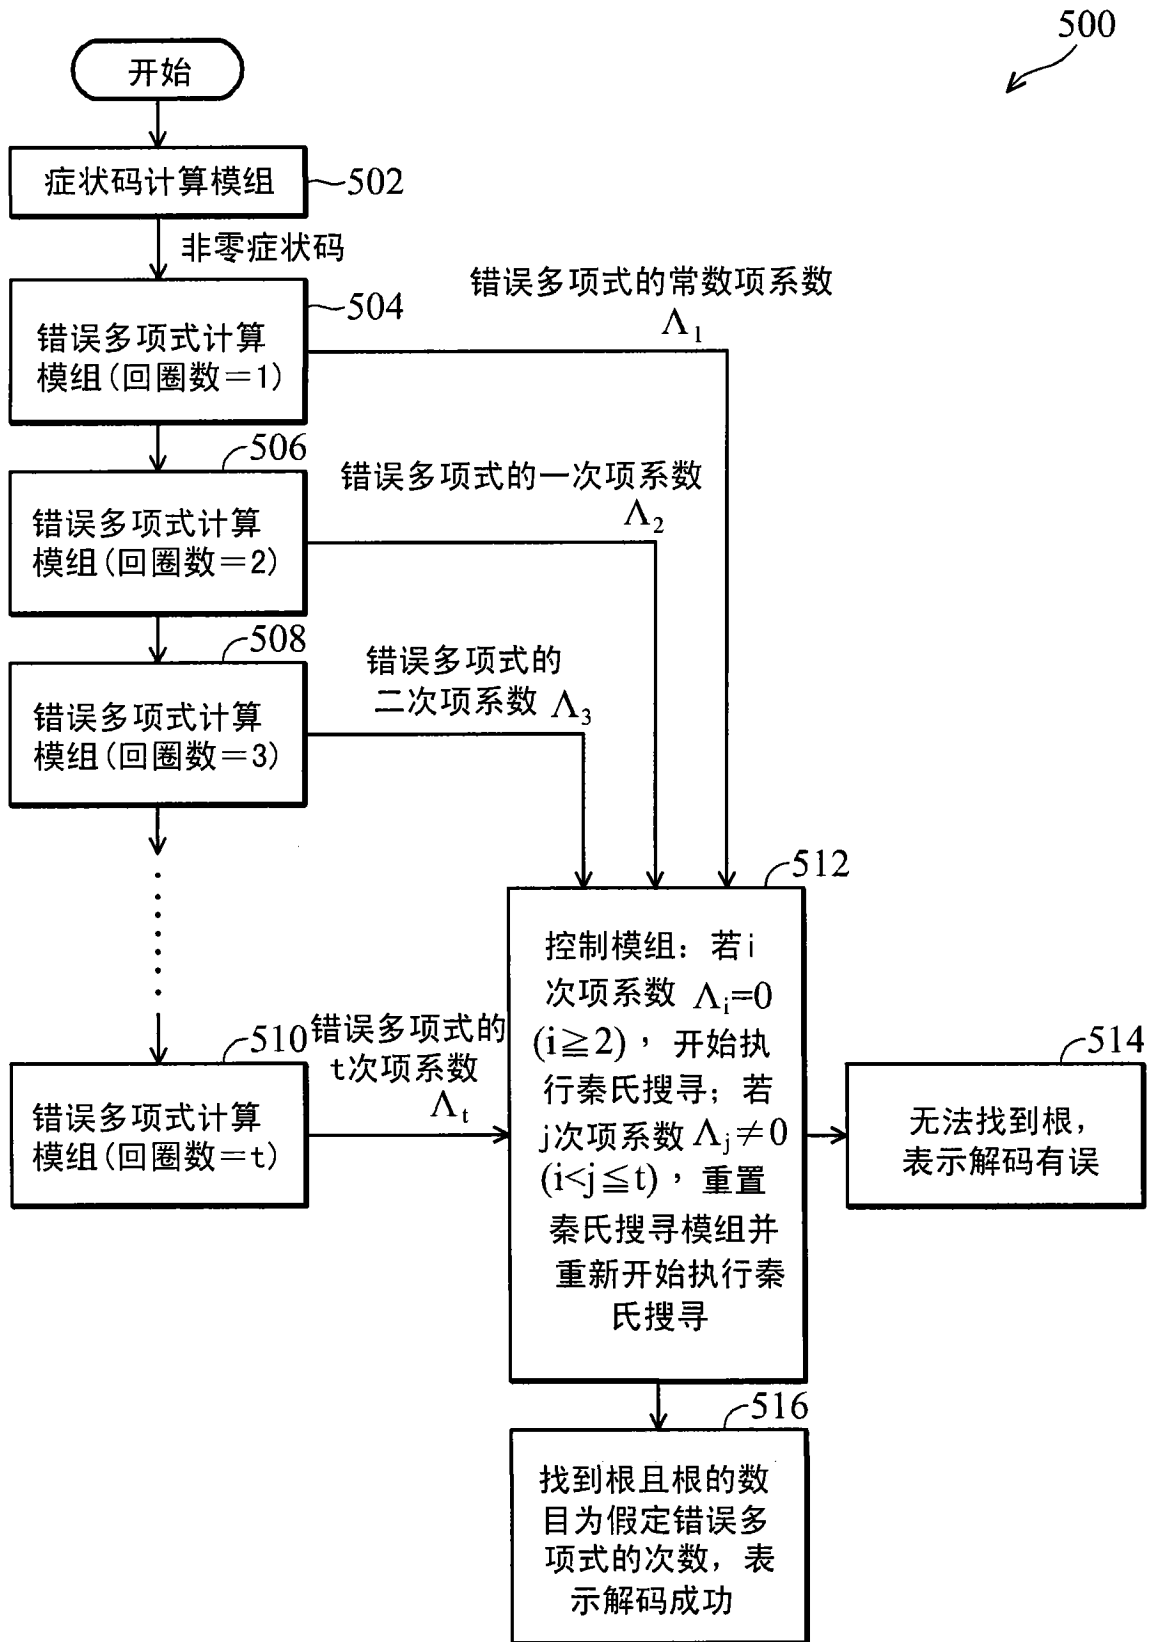 500
开始
症状码计算模组
502
非零症状码
504
错误多项式计算
模组(回圈数=1)
错误多项式的常数项系数
Λ1
506
错误多项式计算
模组(回圈数=2)
错误多项式的一次项系数
Λ2
508
错误多项式计算
模组(回圈数=3)
错误多项式的
二次项系数 Λ3
510
错误多项式计算
模组(回圈数=t)
错误多项式的
t次项系数
Λt
512
控制模组：若i
次项系数 Λi=0
(i≧2)，开始执
行秦氏搜寻；若
j次项系数 Λj≠0
(i<j≦t)，重置
秦氏搜寻模组并
重新开始执行秦
氏搜寻
514
无法找到根，
表示解码有误
516
找到根且根的数
目为假定错误多
项式的次数，表
示解码成功